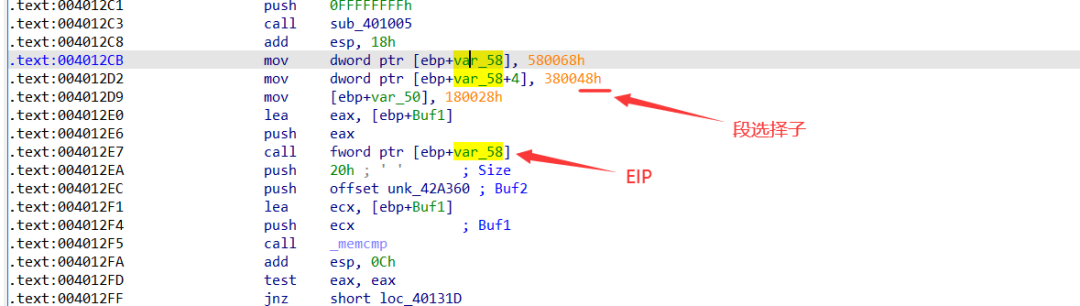 .text:004012C1 push 0FFFFFFFFh
.text:004012C3 call sub_401005
.text:004012C8 add esp, 18h
.text:004012CB mov dword ptr [ebp+var_58], 580068h
.text:004012D2 mov dword ptr [ebp+var_58+4], 380048h
.text:004012D9 mov [ebp+var_50], 180028h
段选择子
.text:004012E0 lea eax, [ebp+Buf1]
.text:004012E6 push eax
.text:004012E7 call fword ptr [ebp+var_58]
EIP
.text:004012EA push 20h ; ' ' ; Size
.text:004012EC push offset unk_42A360 ; Buf2
.text:004012F1 lea ecx, [ebp+Buf1]
.text:004012F4 push ecx ; Buf1
.text:004012F5 call _memcmp
.text:004012FA add esp, 0Ch
.text:004012FD test eax, eax
.text:004012FF jnz short loc_40131D